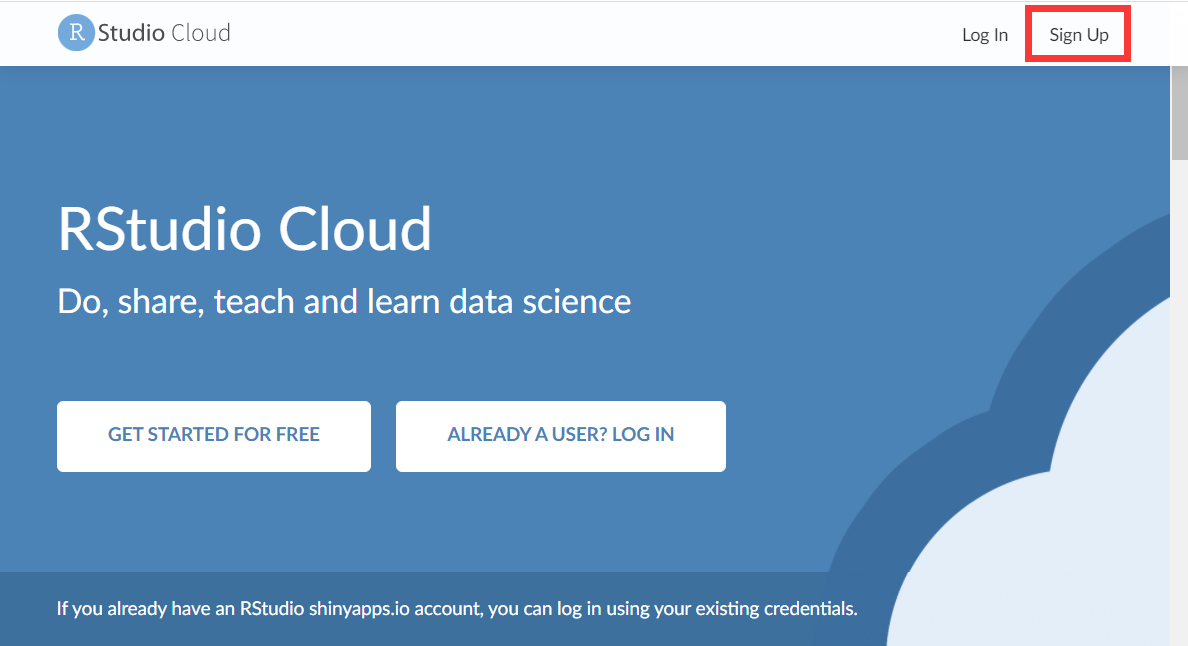 R Studio Cloud
Log In
Sign Up
RStudio Cloud
Do, share, teach and learn data science
GET STARTED FOR FREE
ALREADY A USER? LOG IN
If you already have an RStudio shinyapps.io account, you can log in using your existing credentials.